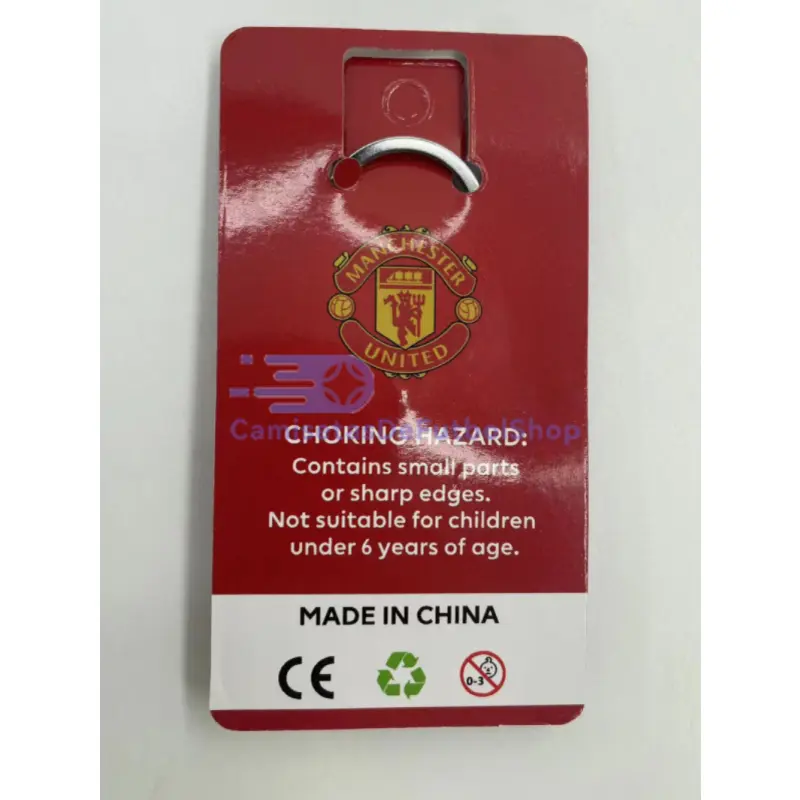 MANCHESTER
UNITED
CamisetasDeFutbolShop
CHOKING HAZARD:
Contains small parts
or sharp edges.
Not suitable for children
under 6 years of age.
MADE IN CHINA
CE
0-3